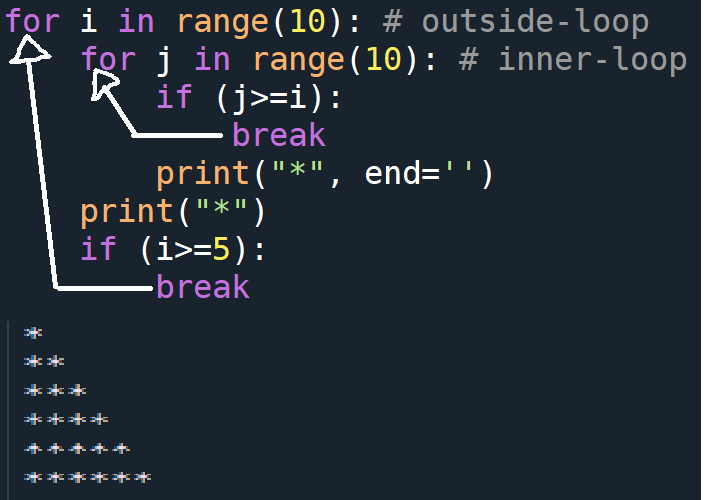 for i in range(10): # outside-loop
    for j in range(10): # inner-loop
        if (j>=i):
            break
        print("*", end='')
    print("*")
    if (i>=5):
        break
*
**
***
****
*****
******